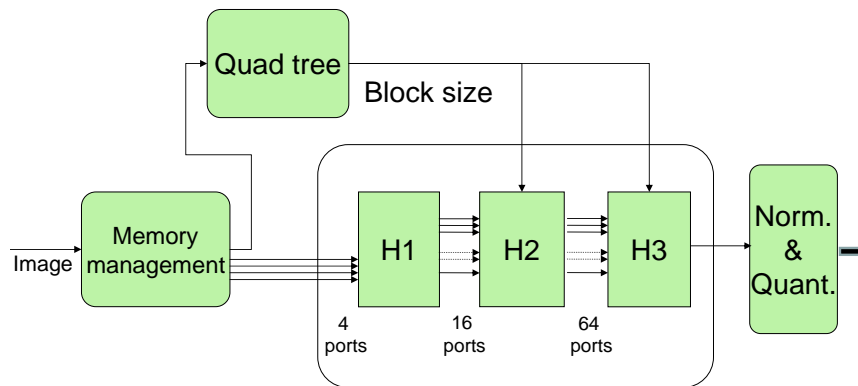 Quad tree
Block size
Memory
management
Image
H1
H2
H3
Norm.
&
Quant.
4
ports
16
ports
64
ports